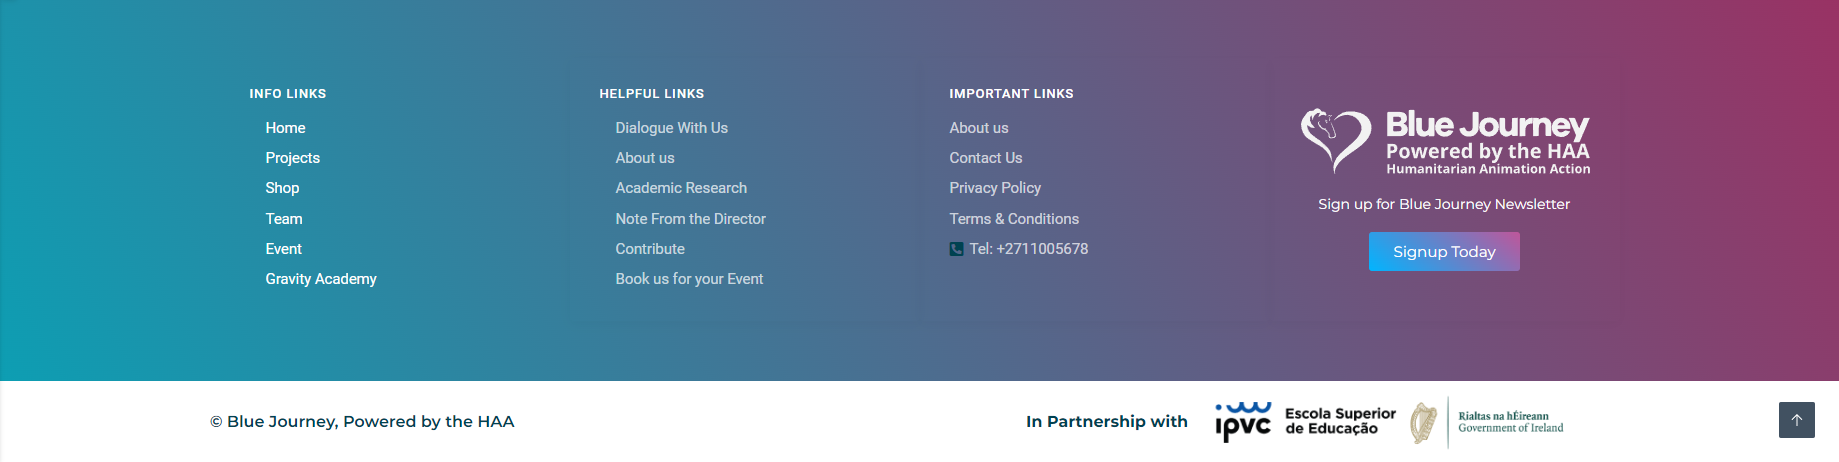 INFO LINKS
Home
Projects
Shop
Team
Event
Gravity Academy
HELPFUL LINKS
Dialogue With Us
About us
Academic Research
Note From the Director
Contribute
Book us for your Event
IMPORTANT LINKS
About us
Contact Us
Privacy Policy
Terms & Conditions
Tel: +2711005678
Blue Journey
Powered by the HAA
Humanitarian Animation Action
Sign up for Blue Journey Newsletter
Signup Today
© Blue Journey, Powered by the HAA
In Partnership with
ipvc
Escola Superior
de Educação
Rialtas na hÉireann
Government of Ireland